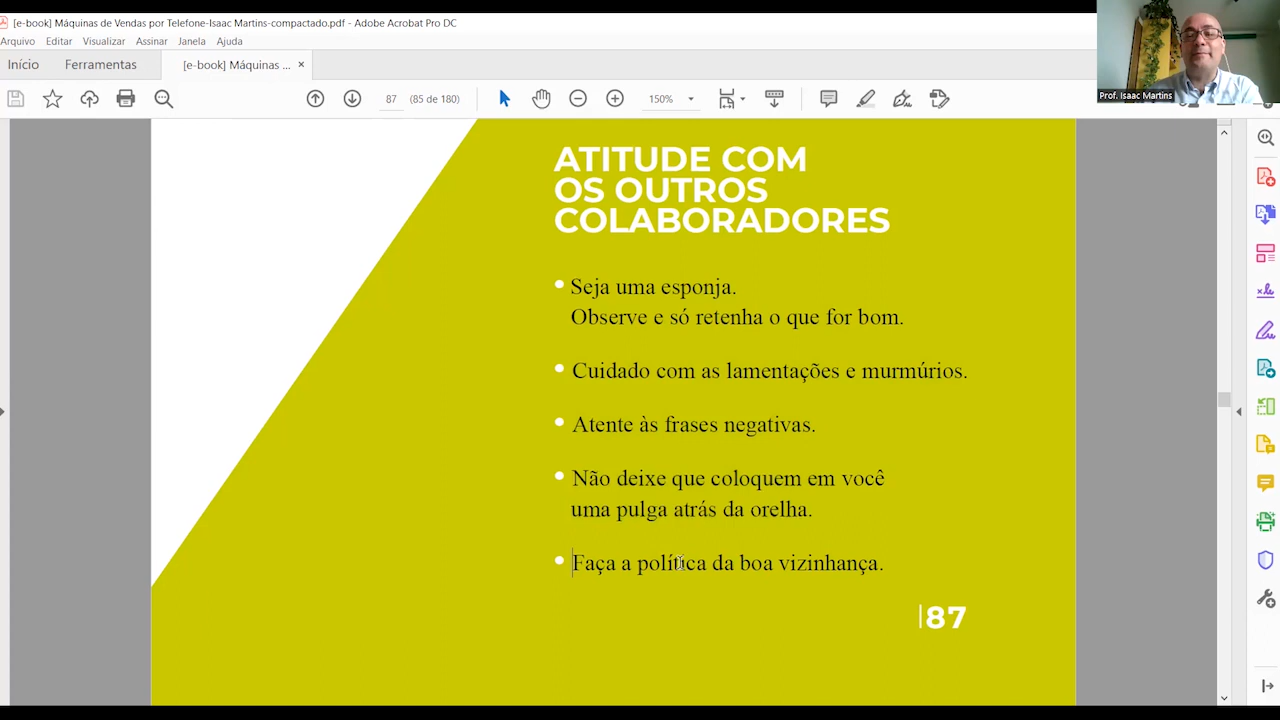 [e-book] Máquinas de Vendas por Telefone-Isaac Martins-compactado.pdf - Adobe Acrobat Pro DC
Arquivo Editar Visualizar Assinar Janela Ajuda
Início Ferramentas [e-book] Máquinas ... ×
87 (85 de 180) 150%
Prof. Isaac Martins
ATITUDE COM
OS OUTROS
COLABORADORES
• Seja uma esponja.
Observe e só retenha o que for bom.
• Cuidado com as lamentações e murmúrios.
• Atente às frases negativas.
• Não deixe que coloquem em você
uma pulga atrás da orelha.
• Faça a política da boa vizinhança.
|87